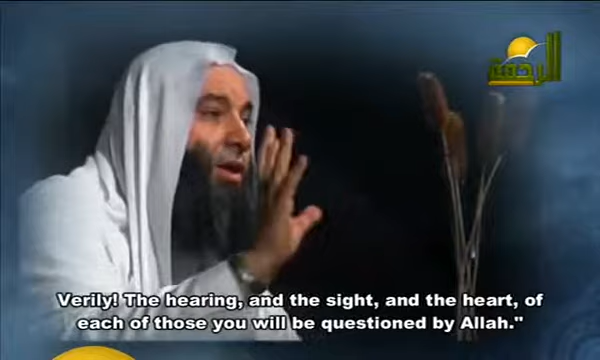 الرحمة
Verily! The hearing, and the sight, and the heart, of
each of those you will be questioned by Allah."